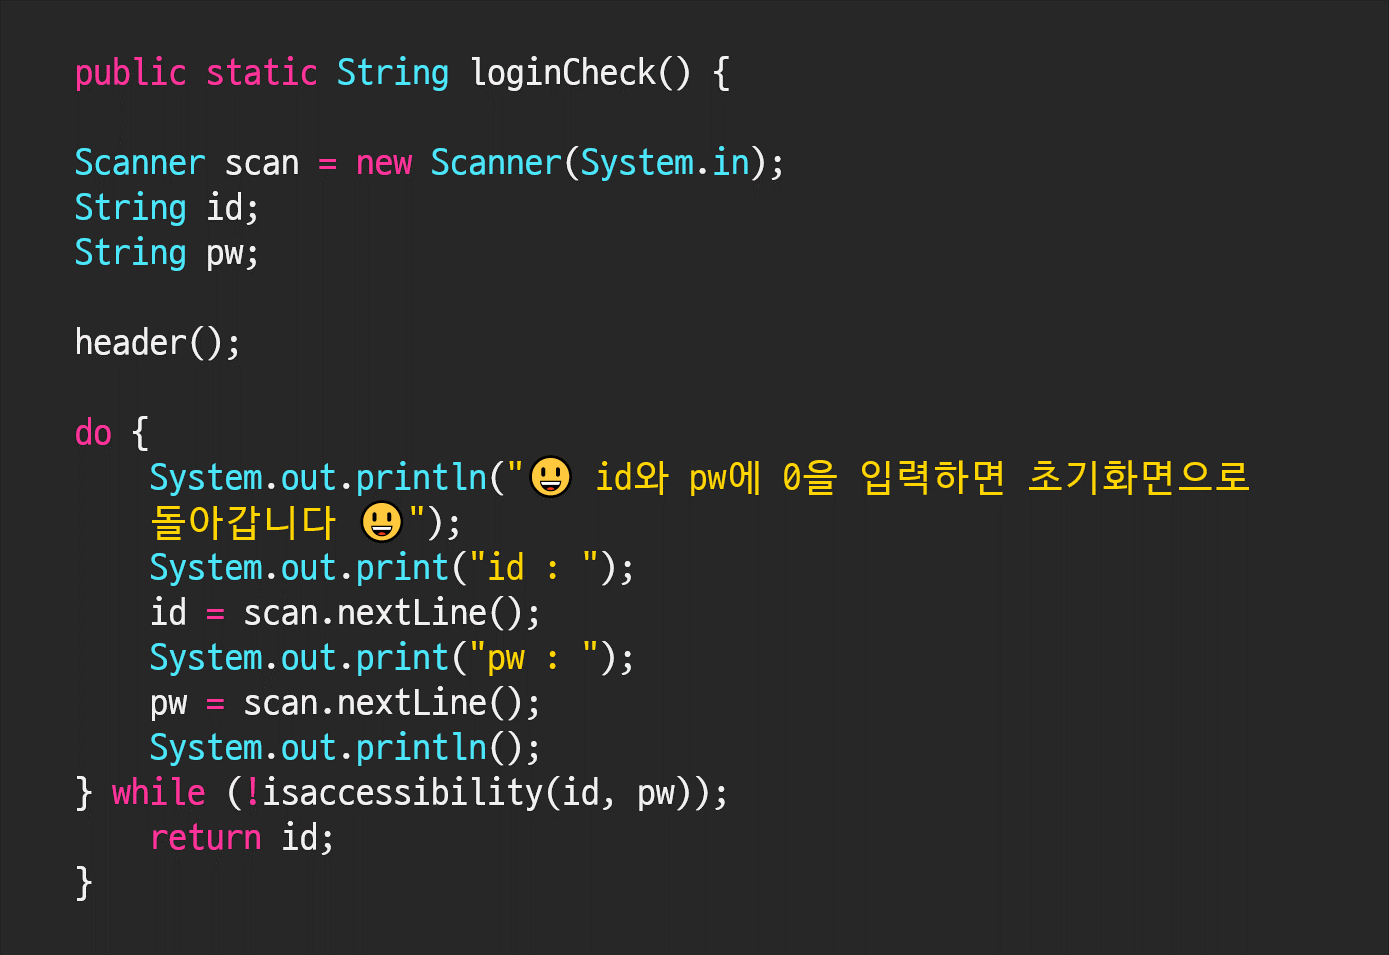 public static String loginCheck() {
Scanner scan = new Scanner(System.in);
String id;
String pw;
header();
do {
System.out.println("😃 id와 pw에 0을 입력하면 초기화면으로
돌아갑니다 😃");
System.out.print("id : ");
id = scan.nextLine();
System.out.print("pw : ");
pw = scan.nextLine();
System.out.println();
} while (!isaccessibility(id, pw));
return id;
}